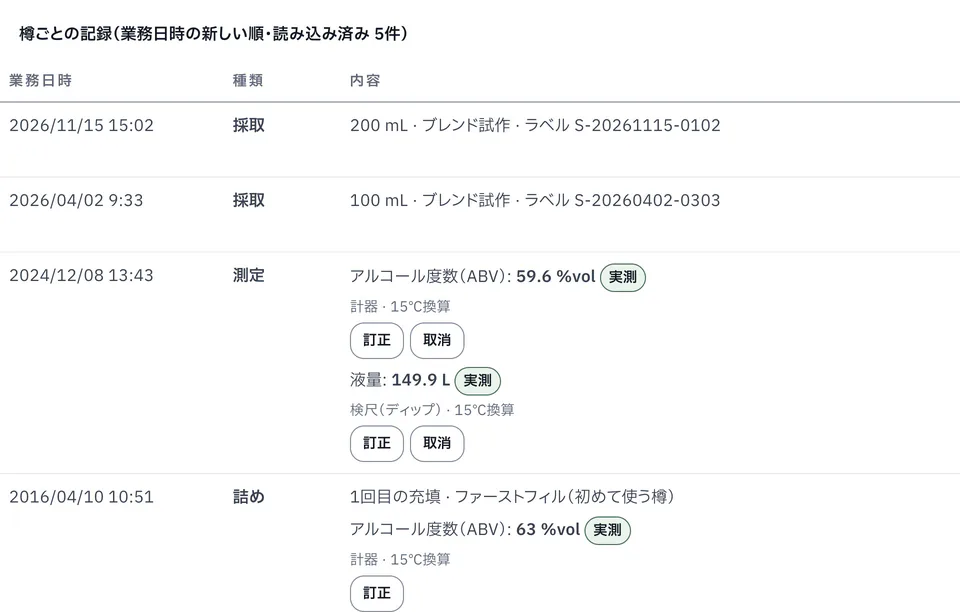 樽ごとの記録（業務日時の新しい順・読み込み済み 5件）
業務日時 種類 内容
2026/11/15 15:02 採取 200 mL · ブレンド試作 · ラベル S-20261115-0102
2026/04/02 9:33 採取 100 mL · ブレンド試作 · ラベル S-20260402-0303
2024/12/08 13:43 測定 アルコール度数（ABV）: 59.6 %vol 実測
計器 · 15℃換算
訂正 取消
液量: 149.9 L 実測
検尺（ディップ） · 15℃換算
訂正 取消
2016/04/10 10:51 詰め 1回目の充填 · ファーストフィル（初めて使う樽）
アルコール度数（ABV）: 63 %vol 実測
計器 · 15℃換算
訂正